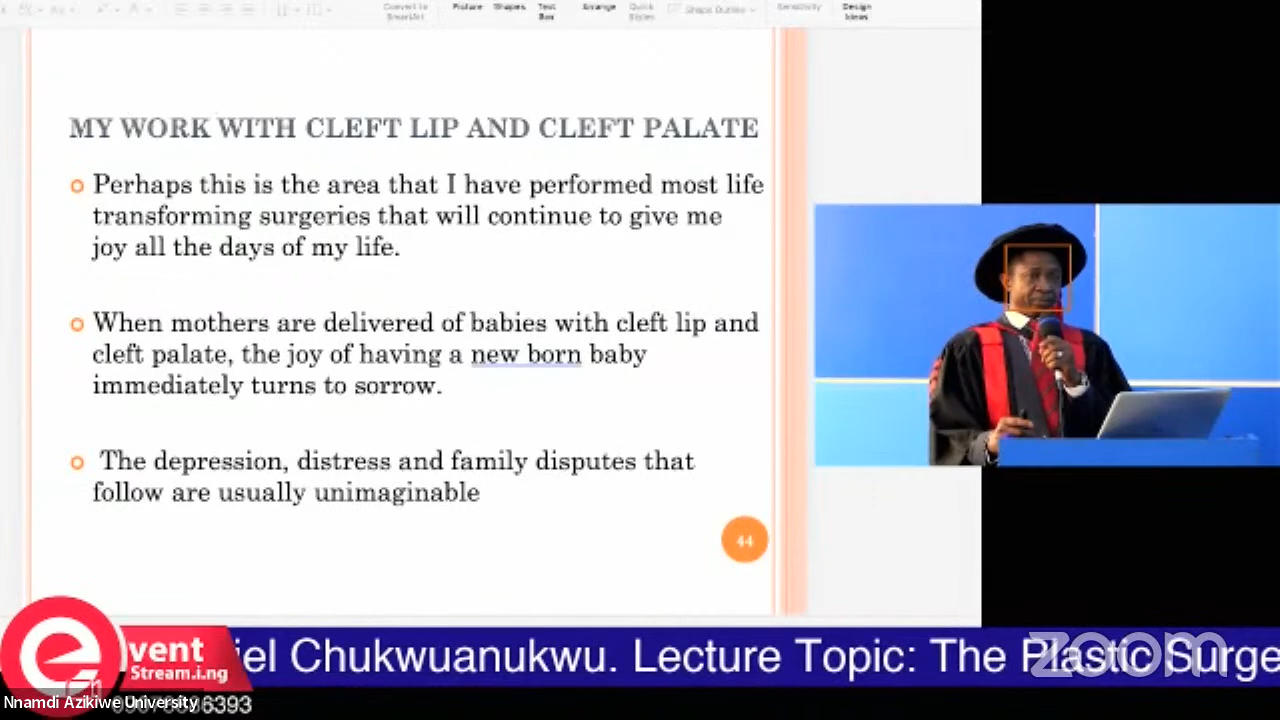 Convert to
SmartArt
Picture
Shapes
Text
Box
Arrange
Quick
Styles
Shape Outline
Sensitivity
Design
Ideas
MY WORK WITH CLEFT LIP AND CLEFT PALATE
Perhaps this is the area that I have performed most life
transforming surgeries that will continue to give me
joy all the days of my life.
When mothers are delivered of babies with cleft lip and
cleft palate, the joy of having a new born baby
immediately turns to sorrow.
The depression, distress and family disputes that
follow are usually unimaginable
44
event
Stream.i.ng
iel Chukwuanukwu. Lecture Topic: The Plastic Surge
zoom
Nnamdi Azikiwe University